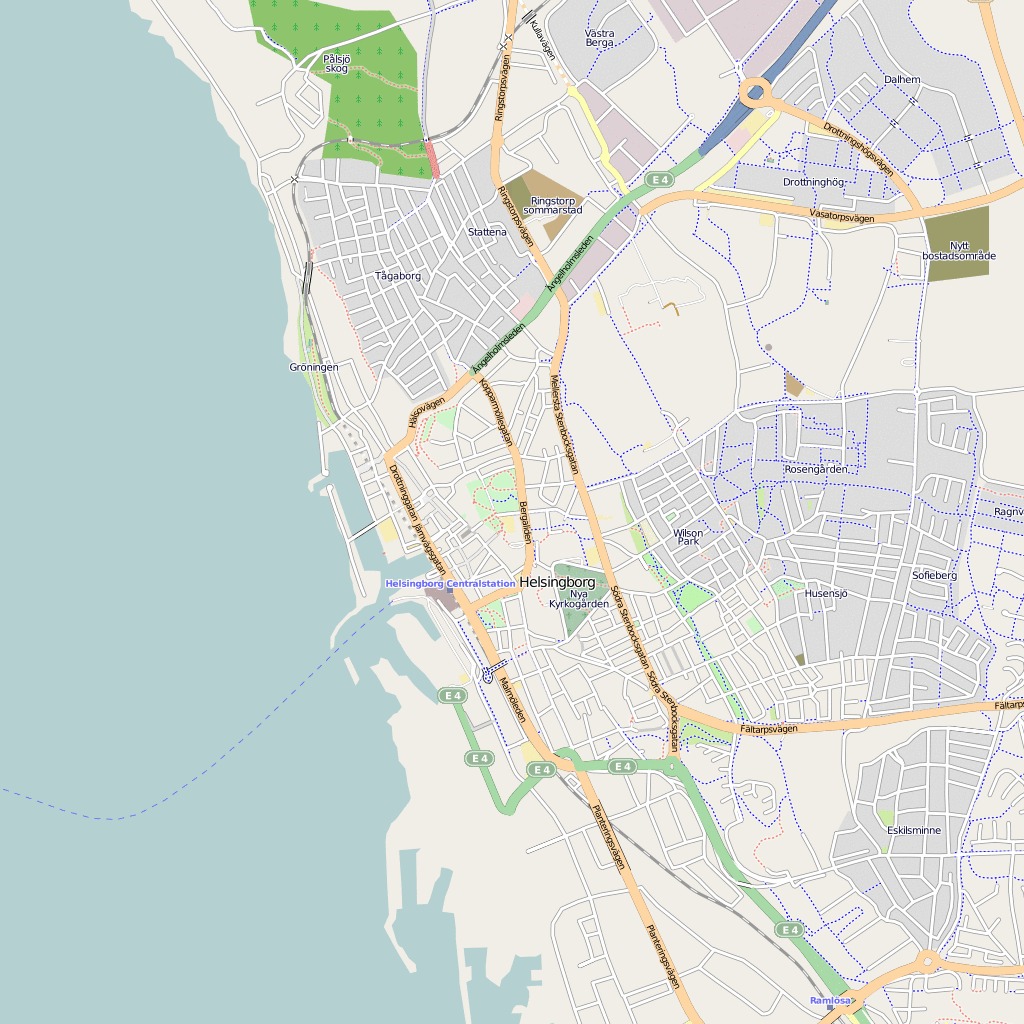 Kullavägen
Västra
Berga
Pålsjö
skog
Dalhem
Ringstorpsvägen
Drottninghögsvägen
E 4
Drottninghög
Ringstorp
sommarstad
Vasatorpsvägen
Ringstorpsvägen
Stattena
Nytt
bostadsområde
Ängelholmsleden
Tågaborg
Ängelholmsleden
Gröningen
Hälsovägen
Kopparmöllegatan
Mellersta Stenbocksgatan
Rosengården
Drottninggatan
Järnvägsgatan
Bergaliden
Ragnv
Wilson
Park
Sofieberg
Helsingborg Centralstation
Helsingborg
Nya
Kyrkogården
Husensjö
Södra Stenbocksgatan
Södra Stenbocksgatan
E 4
Malmöleden
Fältarps
Fältarpsvägen
E 4
E 4
E 4
Planteringsvägen
Eskilsminne
E 4
Planteringsvägen
Ramlösa